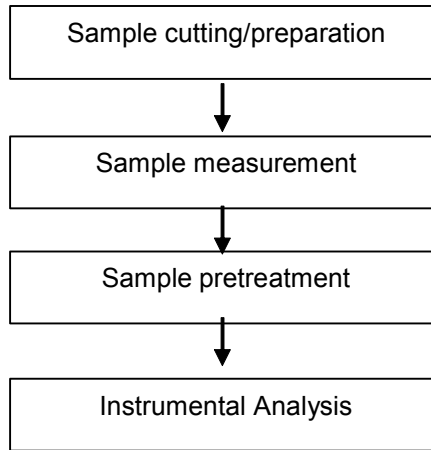 Sample cutting/preparation
Sample measurement
Sample pretreatment
Instrumental Analysis